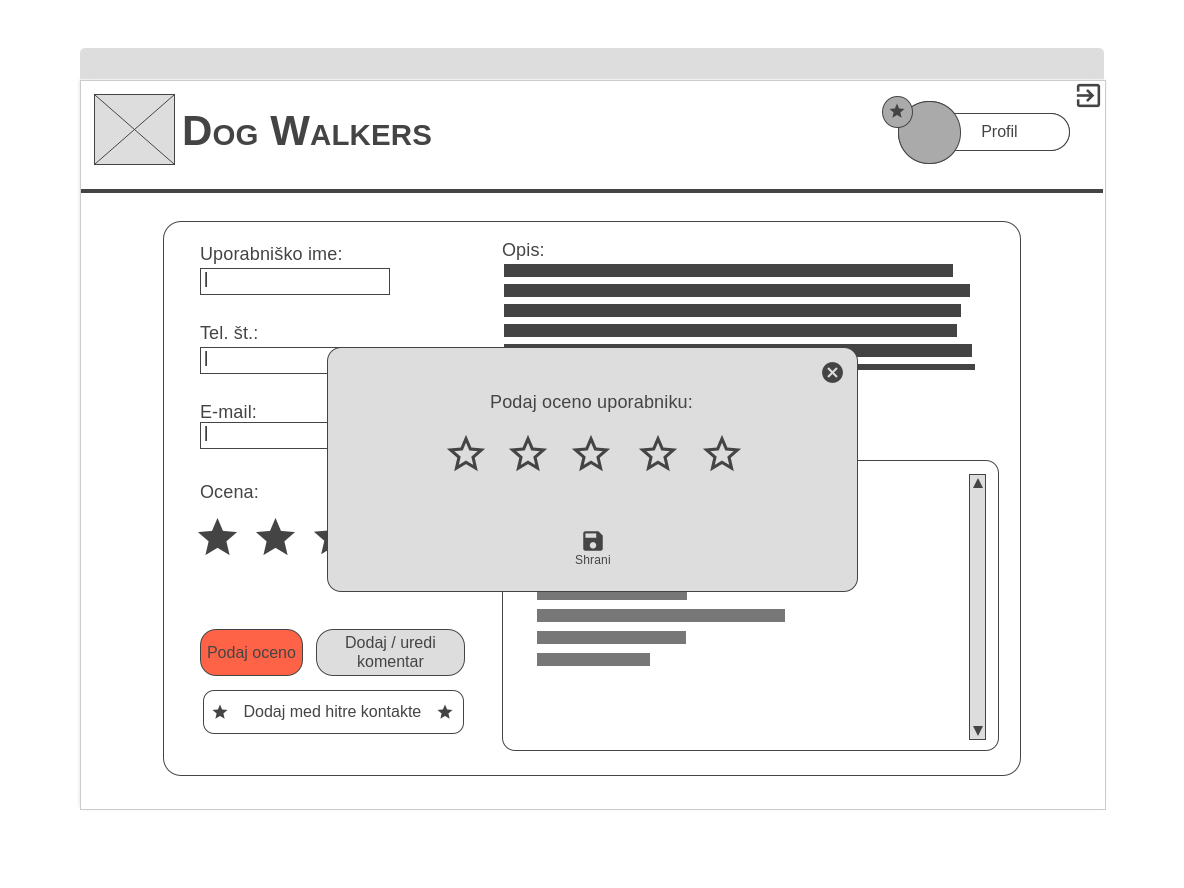 Dog Walkers
Profil
Uporabniško ime:
Tel. št.:
E-mail:
Ocena:
Podaj oceno
Dodaj / uredi
komentar
Dodaj med hitre kontakte
Opis:
Podaj oceno uporabniku:
Shrani